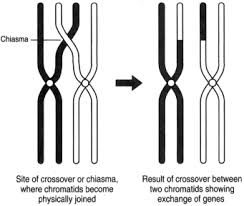 Chiasma
Site of crossover or chiasma,
where chromatids become
physically joined
Result of crossover between
two chromatids showing
exchange of genes